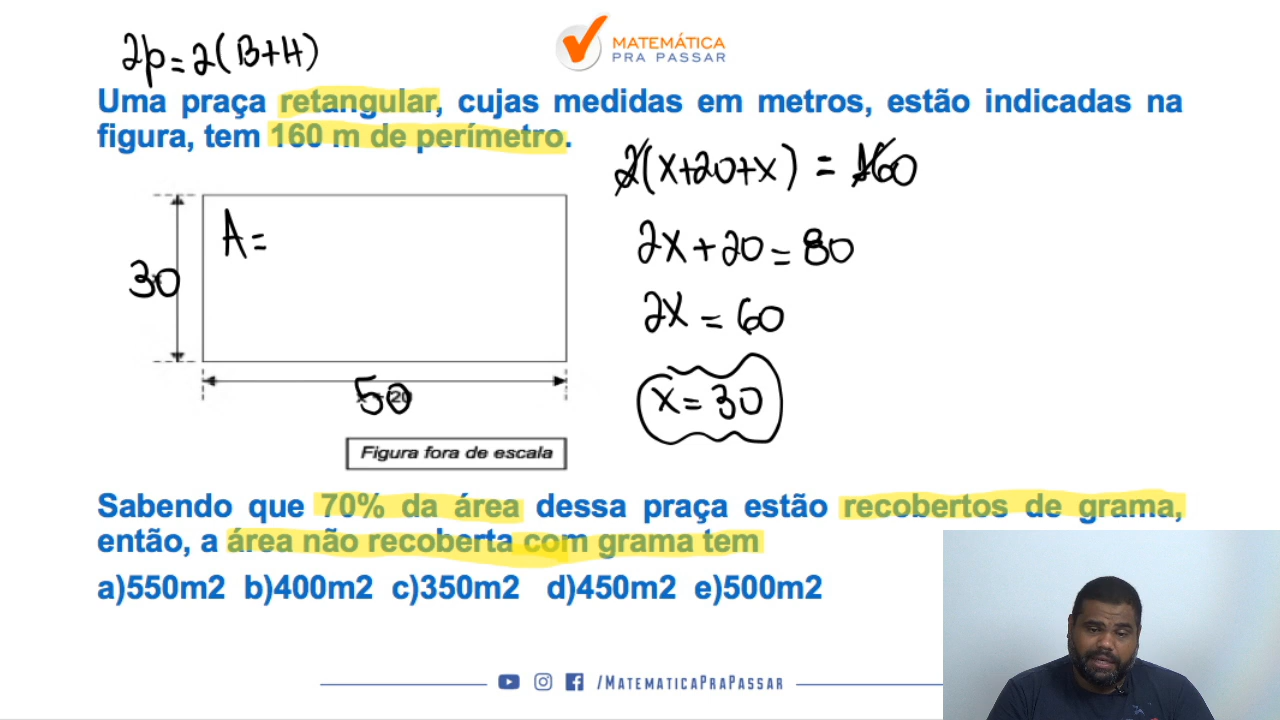 2p=2(B+H)
MATEMÁTICA
PRA PASSAR
Uma praça retangular, cujas medidas em metros, estão indicadas na
figura, tem 160 m de perímetro.
2(x+20+x) = 160
A=
2x+20=80
30
2x = 60
50
x = 30
Figura fora de escala
Sabendo que 70% da área dessa praça estão recobertos de grama,
então, a área não recoberta com grama tem
a)550m2 b)400m2 c)350m2 d)450m2 e)500m2
/MATEMATICAPRAPASSAR